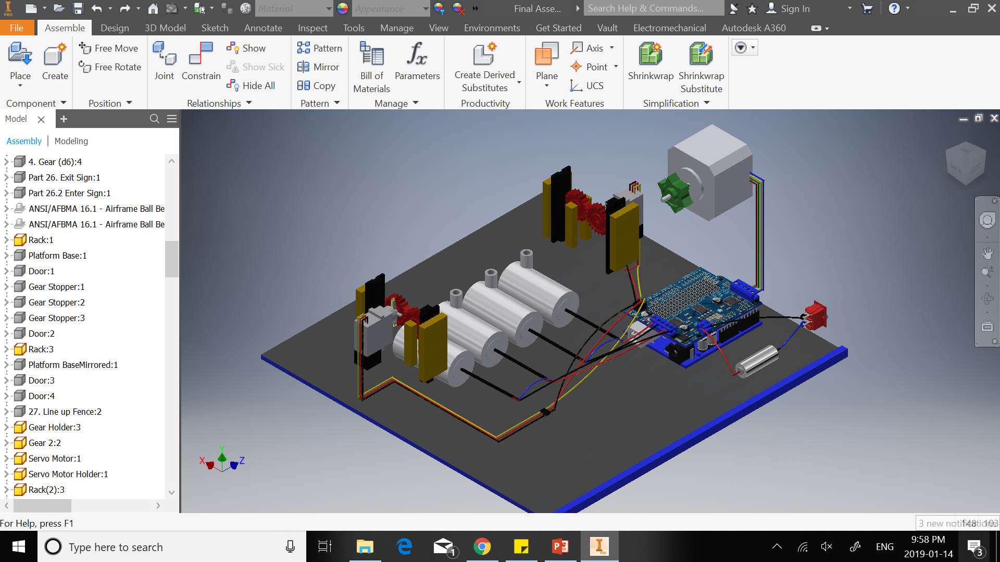 PRO
Material
Appearance
Final Asse...
Search Help & Commands...
Sign In
File
Assemble
Design
3D Model
Sketch
Annotate
Inspect
Tools
Manage
View
Environments
Get Started
Vault
Electromechanical
Autodesk A360
Place
Create
Free Move
Free Rotate
Joint
Constrain
Show
Show Sick
Hide All
Pattern
Mirror
Copy
Bill of
Materials
fx
Parameters
Create Derived
Substitutes
Plane
Axis
Point
UCS
Shrinkwrap
Shrinkwrap
Substitute
Component
Position
Relationships
Pattern
Manage
Productivity
Work Features
Simplification
Model
Assembly
Modeling
4. Gear (d6):4
Part 26. Exit Sign:1
Part 26.2 Enter Sign:1
ANSI/AFBMA 16.1 - Airframe Ball Be
ANSI/AFBMA 16.1 - Airframe Ball Be
Rack:1
Platform Base:1
Door:1
Gear Stopper:1
Gear Stopper:2
Gear Stopper:3
Door:2
Rack:3
Platform BaseMirrored:1
Door:3
Door:4
27. Line up Fence:2
Gear Holder:3
Gear 2:2
Servo Motor:1
Servo Motor Holder:1
Rack(2):3
TOP
BACK
LEFT
X
Y
Z
For Help, press F1
3 new notifications
148
103
Type here to search
1
PRO
ENG
9:58 PM
2019-01-14
3